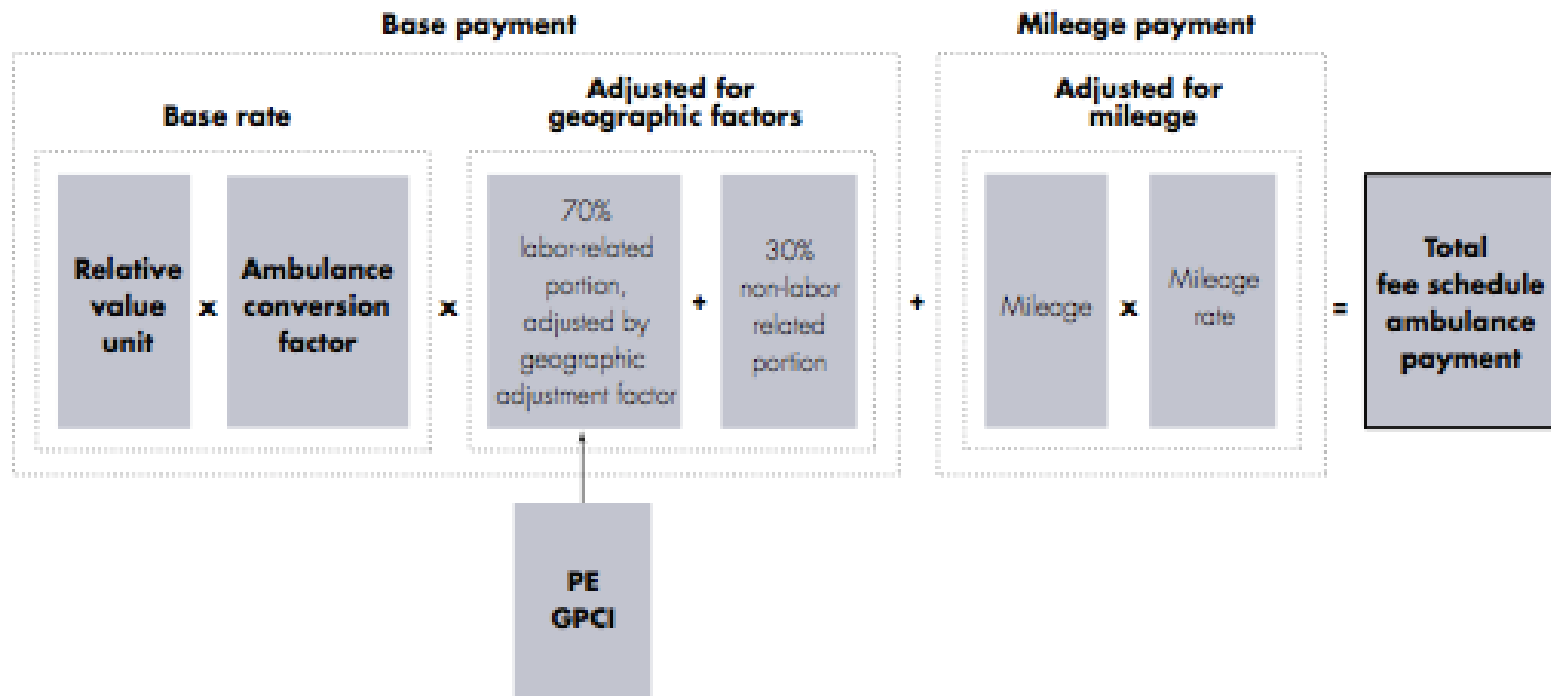 Base payment
Mileage payment
Base rate
Adjusted for
geographic factors
Adjusted for
mileage
Relative
value
unit
x
Ambulance
conversion
factor
x
70%
labor-related
portion,
adjusted by
geographic
adjustment factor
+
30%
non-labor
related
portion
+
Mileage
x
Mileage
rate
=
Total
fee schedule
ambulance
payment
PE
GPCI